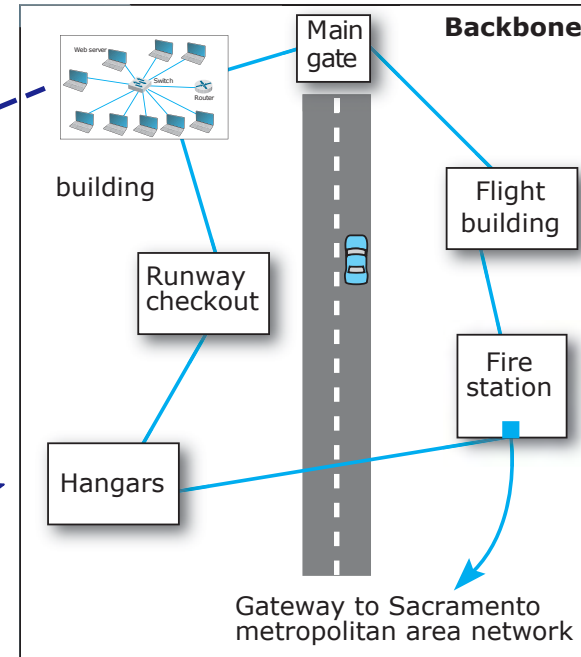 Backbone
Main
gate
Web server
Switch
Router
building
Flight
building
Runway
checkout
Fire
station
Hangars
Gateway to Sacramento
metropolitan area network